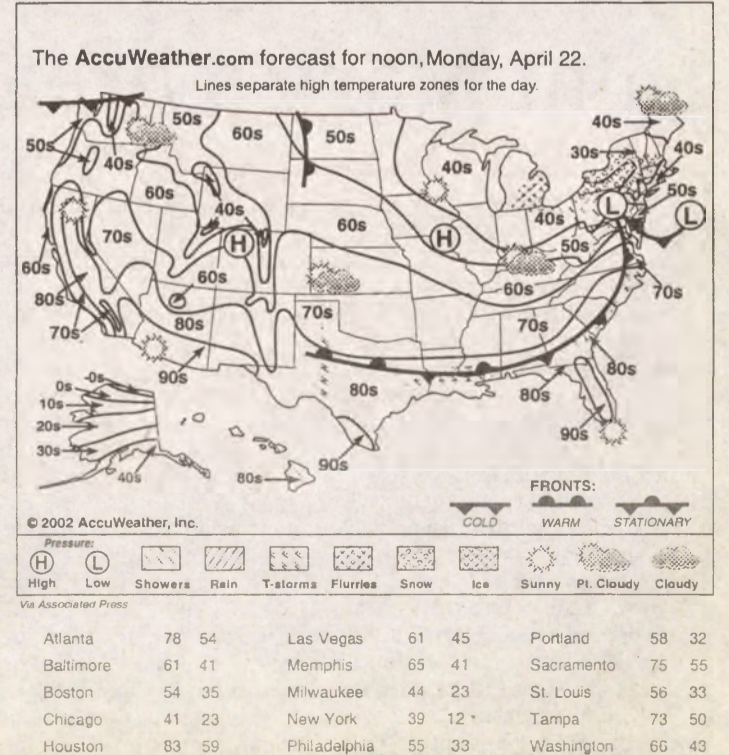 The AccuWeather.com forecast for noon, Monday, April 22.
Lines separate high temperature zones for the day.
50s 60s 50s 40s
50s 40s 40s 30s 40s
60s 40s 40s L 50s L
70s H 60s H 50s
60s 60s 60s 70s
80s 80s 70s 70s
70s 90s 80s 80s 80s
-0s
0s
10s
20s
30s 90s 90s
40s 80s
FRONTS:
© 2002 AccuWeather, Inc. COLD WARM STATIONARY
Pressure:
H L
High Low Showers Rain T-storms Flurries Snow Ice Sunny Pt. Cloudy Cloudy
Via Associated Press
Atlanta 78 54 Las Vegas 61 45 Portland 58 32
Baltimore 61 41 Memphis 65 41 Sacramento 75 55
Boston 54 35 Milwaukee 44 23 St. Louis 56 33
Chicago 41 23 New York 39 12 Tampa 73 50
Houston 83 59 Philadelphia 55 33 Washington 66 43